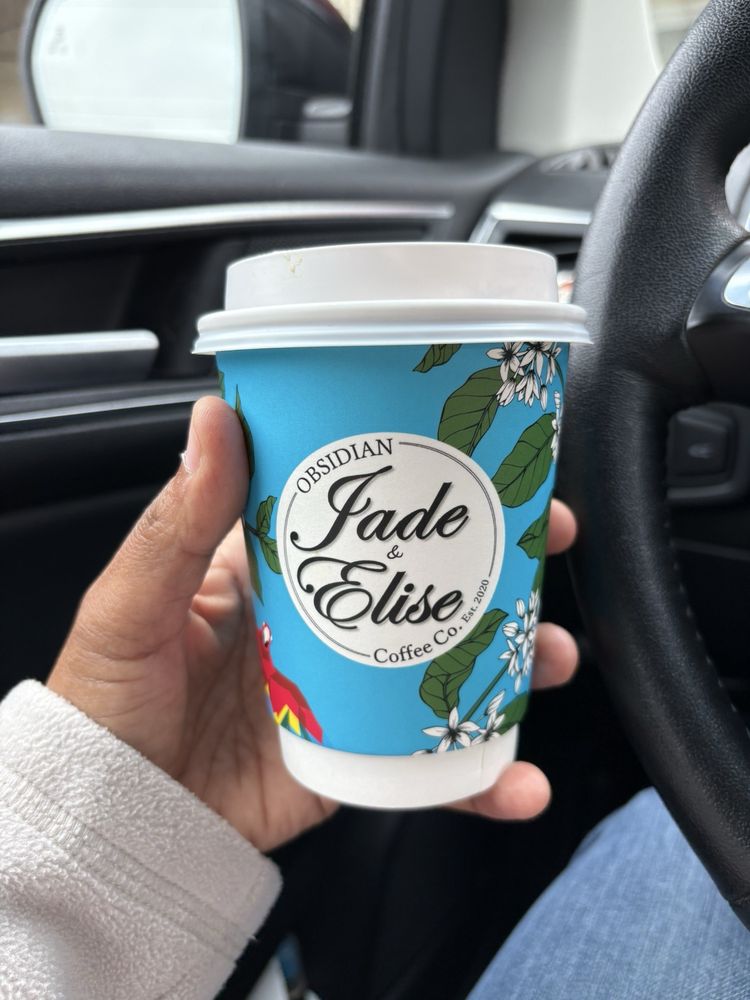 OBSIDIAN
Jade
&
Elise
Coffee Co. Est. 2020